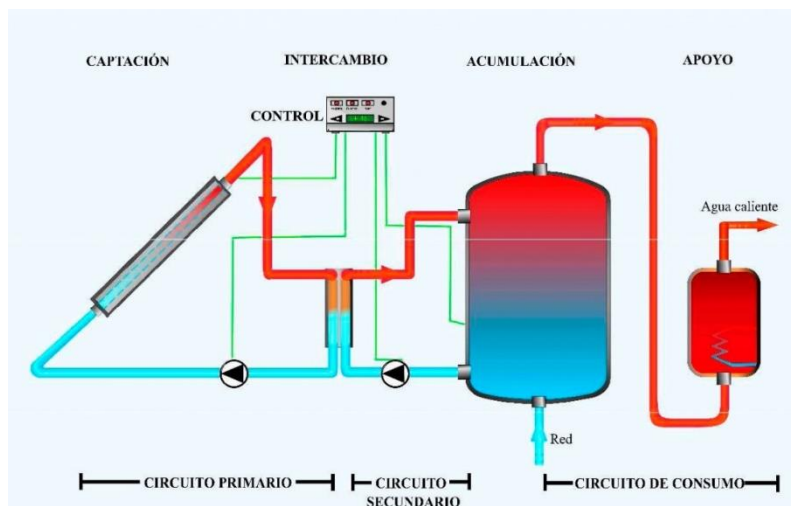 CAPTACIÓN
INTERCAMBIO
ACUMULACIÓN
APOYO
CONTROL
Agua caliente
Red
CIRCUITO PRIMARIO
CIRCUITO
SECUNDARIO
CIRCUITO DE CONSUMO